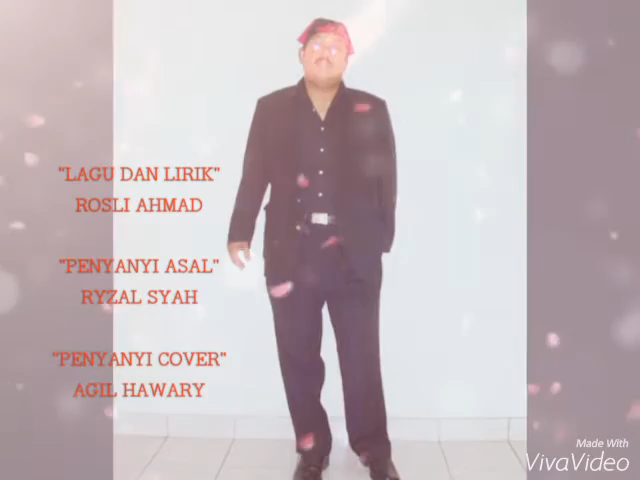 "LAGU DAN LIRIK"
ROSLI AHMAD
"PENYANYI ASAL"
RYZAL SYAH
"PENYANYI COVER"
AGIL HAWARY
Made With
VivaVideo